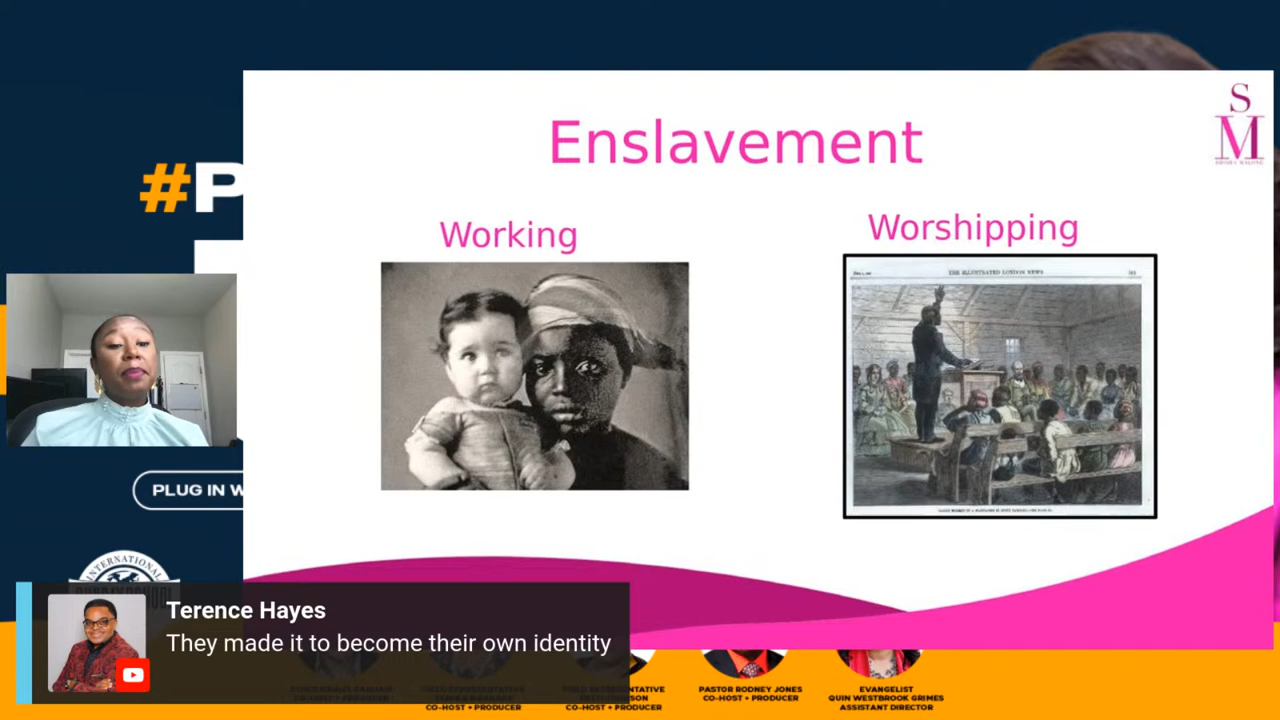 Enslavement
S
M
#P
Working
Worshipping
THE ILLUSTRATED LONDON NEWS
PLUG IN W
INTERNATIONAL
Terence Hayes
They made it to become their own identity
CO-HOST + PRODUCER
CO-HOST + PRODUCER
PASTOR RODNEY JONES
CO-HOST + PRODUCER
EVANGELIST
QUIN WESTBROOK GRIMES
ASSISTANT DIRECTOR